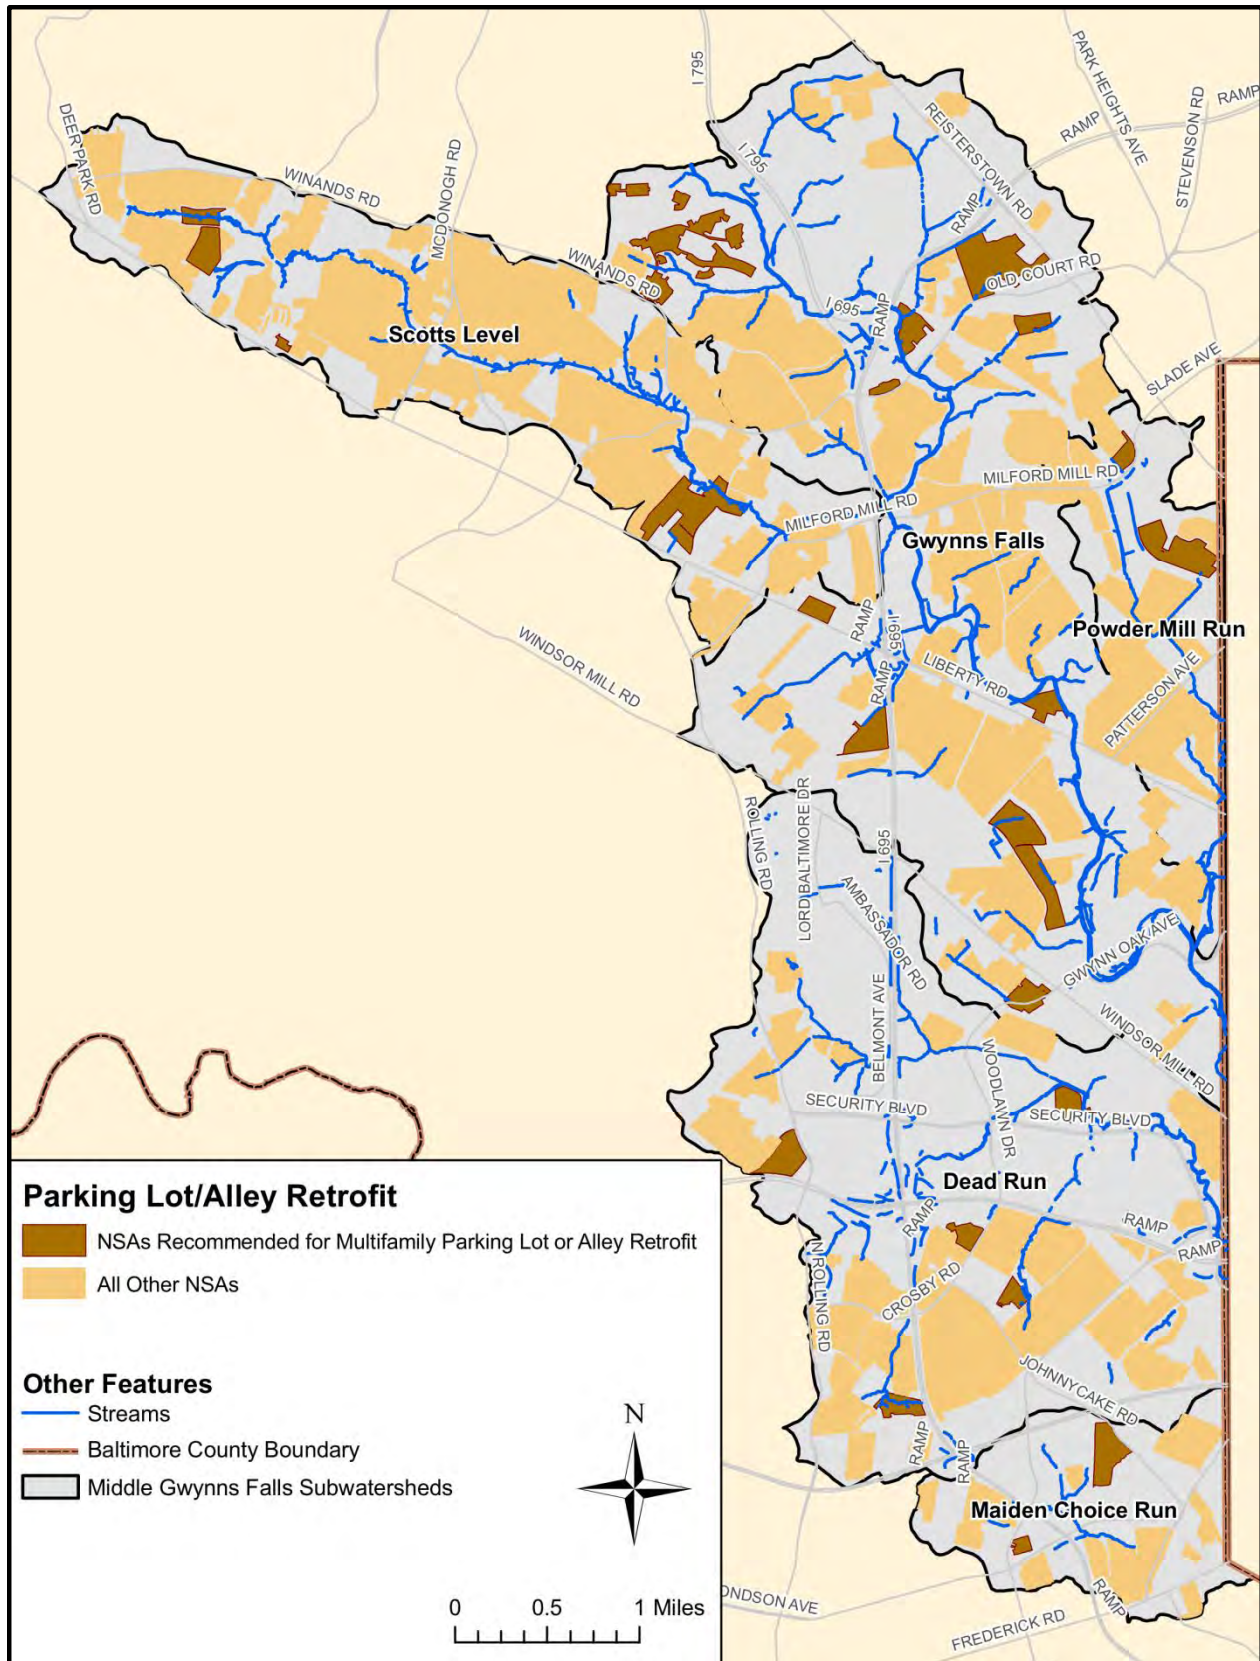 I 795
PARK HEIGHTS AVE
RAMP
RAMP
STEVENSON RD
REISTERSTOWN RD
DEER PARK RD
I 795
MCDONOGH RD
WINANDS RD
RAMP
WINANDS RD
OLD COURT RD
I 695
RAMP
Scotts Level
SLADE AVE
MILFORD MILL RD
MILFORD MILL RD
Gwynns Falls
RAMP
I 695
Powder Mill Run
WINDSOR MILL RD
RAMP
LIBERTY RD
PATTERSON AVE
ROLLING RD
LORD BALTIMORE DR
I 695
AMBASSADOR RD
GWYNN OAK AVE
BELMONT AVE
WINDSOR MILL RD
WOODLAWN DR
SECURITY BLVD
SECURITY BLVD
Dead Run
RAMP
RAMP
RAMP
N ROLLING RD
CROSBY RD
JOHNNYCAKE RD
RAMP
RAMP
Maiden Choice Run
RAMP
ONDSON AVE
FREDERICK RD
Parking Lot/Alley Retrofit
NSAs Recommended for Multifamily Parking Lot or Alley Retrofit
All Other NSAs
Other Features
Streams
Baltimore County Boundary
Middle Gwynns Falls Subwatersheds
N
0 0.5 1 Miles